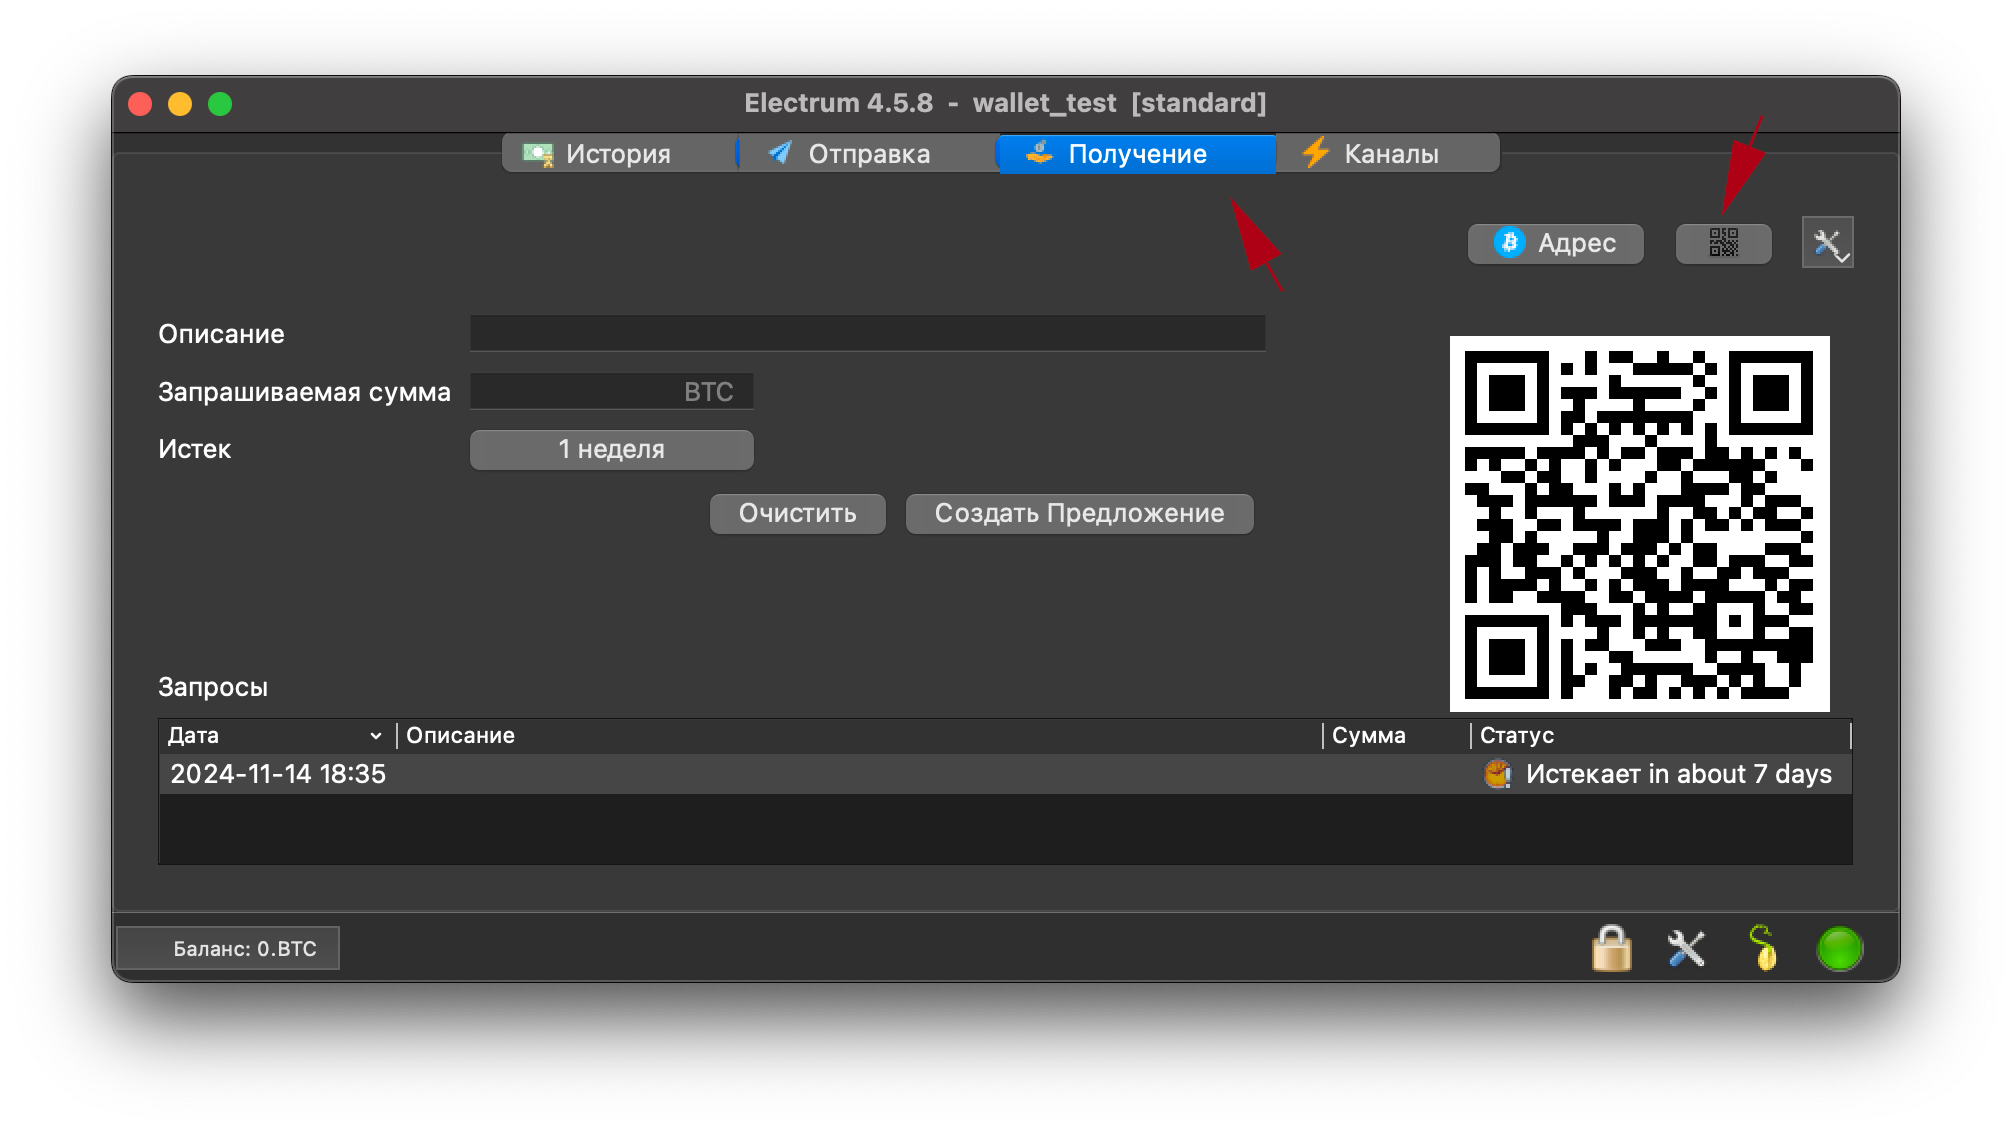 Electrum 4.5.8 - wallet_test [standard]
История Отправка Получение Каналы
Адрес
Описание
Запрашиваемая сумма BTC
Истек 1 неделя
Очистить Создать Предложение
Запросы
Дата Описание Сумма Статус
2024-11-14 18:35 Истекает in about 7 days
Баланс: 0.BTC